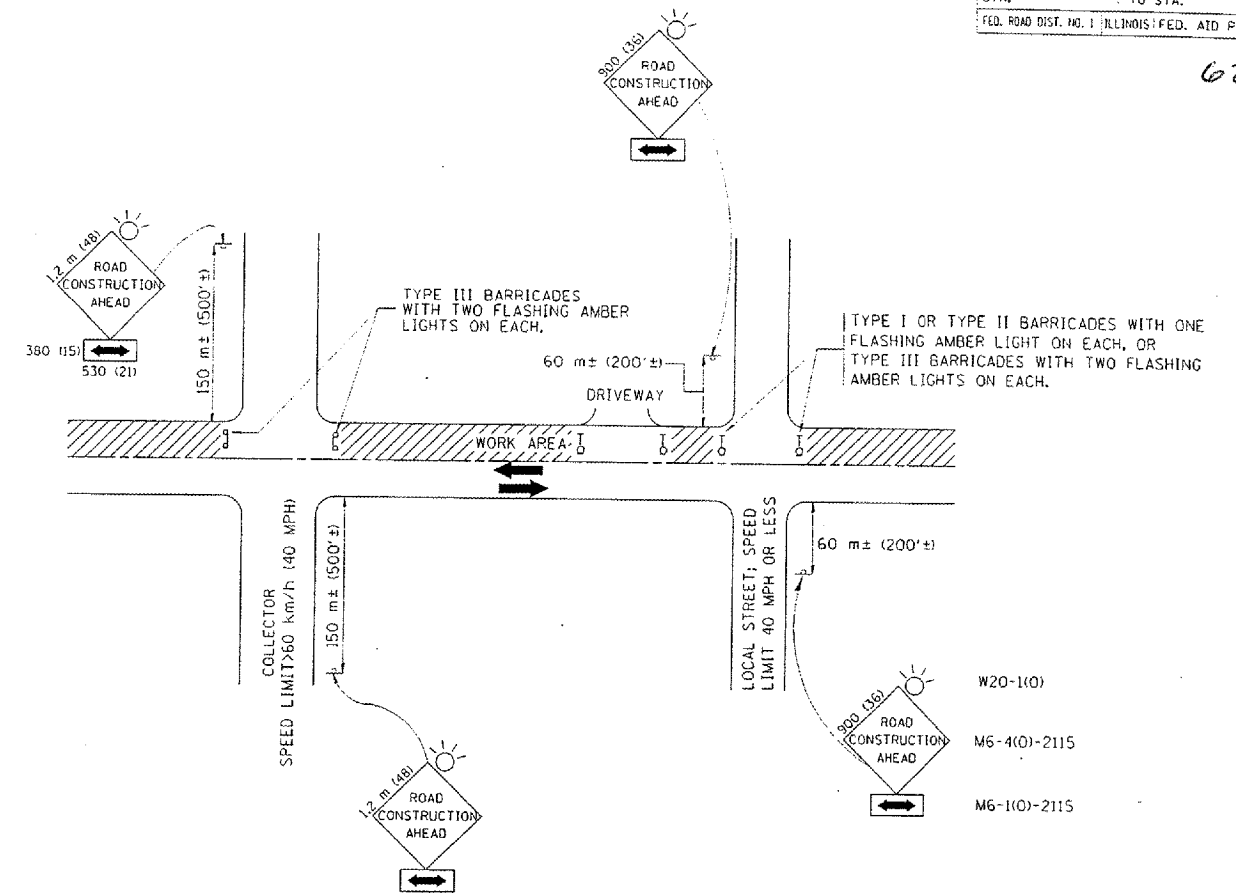 TO STA.
FED. ROAD DIST. NO. 1 ILLINOIS FED. AID P
900 (36)
ROAD
CONSTRUCTION
AHEAD
1.2 m (48)
ROAD
CONSTRUCTION
AHEAD
380 (15)
530 (21)
150 m± (500'±)
TYPE III BARRICADES
WITH TWO FLASHING AMBER
LIGHTS ON EACH.
60 m± (200'±)
DRIVEWAY
TYPE I OR TYPE II BARRICADES WITH ONE
FLASHING AMBER LIGHT ON EACH, OR
TYPE III BARRICADES WITH TWO FLASHING
AMBER LIGHTS ON EACH.
WORK AREA
COLLECTOR
SPEED LIMIT>60 km/h (40 MPH)
150 m± (500'±)
LOCAL STREET; SPEED
LIMIT 40 MPH OR LESS
60 m± (200'±)
1.2 m (48)
ROAD
CONSTRUCTION
AHEAD
900 (36)
ROAD
CONSTRUCTION
AHEAD
W20-1(O)
M6-4(O)-2115
M6-1(O)-2115